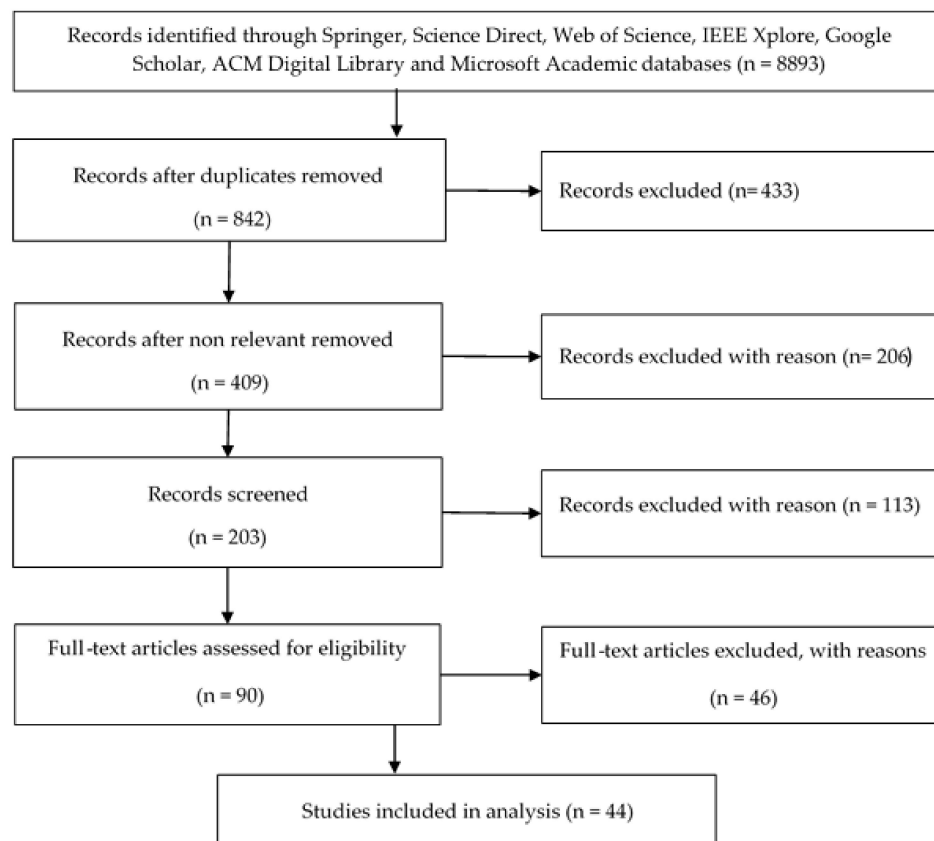 Records identified through Springer, Science Direct, Web of Science, IEEE Xplore, Google
Scholar, ACM Digital Library and Microsoft Academic databases (n = 8893)
Records after duplicates removed
(n = 842)
Records excluded (n= 433)
Records after non relevant removed
(n = 409)
Records excluded with reason (n= 206)
Records screened
(n = 203)
Records excluded with reason (n = 113)
Full-text articles assessed for eligibility
(n = 90)
Full-text articles excluded, with reasons
(n = 46)
Studies included in analysis (n = 44)